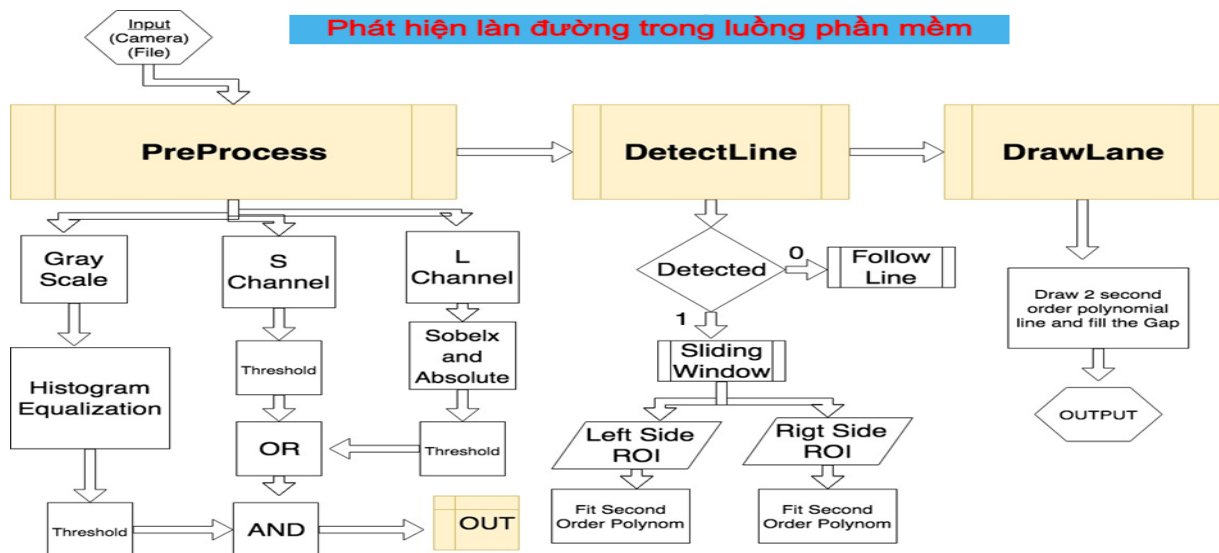 Input
(Camera)
(File)
Phát hiện làn đường trong luồng phần mềm
PreProcess
DetectLine
DrawLane
Gray
Scale
S
Channel
L
Channel
Detected
0
Follow
Line
1
Draw 2 second
order polynomial
line and fill the Gap
Histogram
Equalization
Threshold
Sobelx
and
Absolute
Sliding
Window
OUTPUT
OR
Threshold
Left Side
ROI
Rigt Side
ROI
Threshold
AND
OUT
Fit Second
Order Polynom
Fit Second
Order Polynom